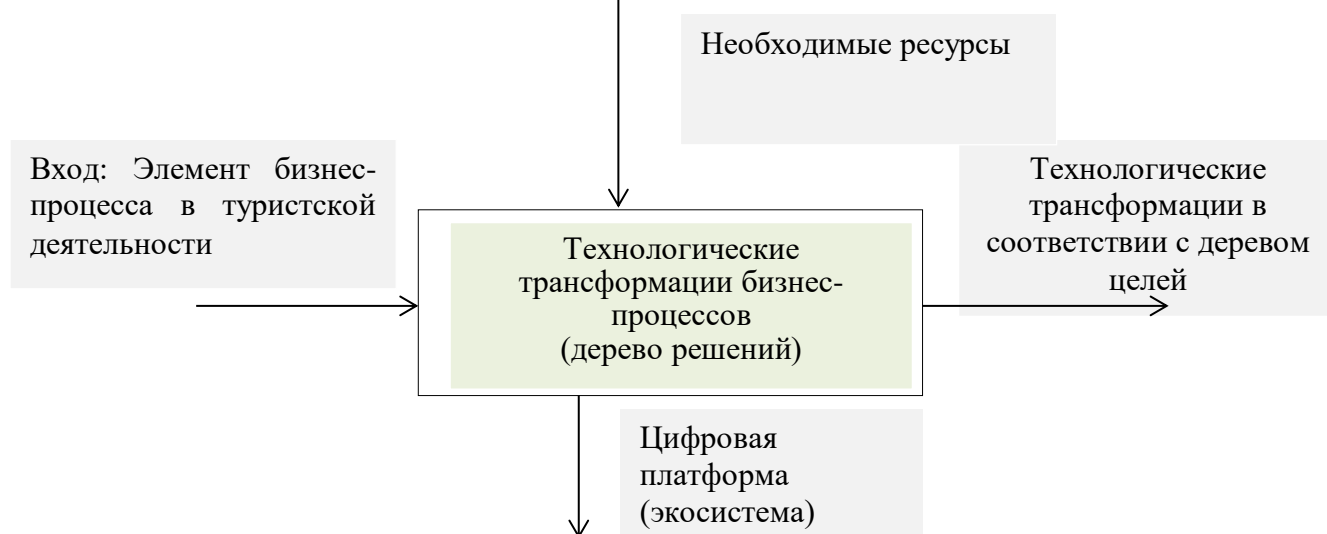 Необходимые ресурсы
Вход: Элемент бизнес-
процесса в туристской
деятельности
Технологические
трансформации в
соответствии с деревом
целей
Технологические
трансформации бизнес-
процессов
(дерево решений)
Цифровая
платформа
(экосистема)